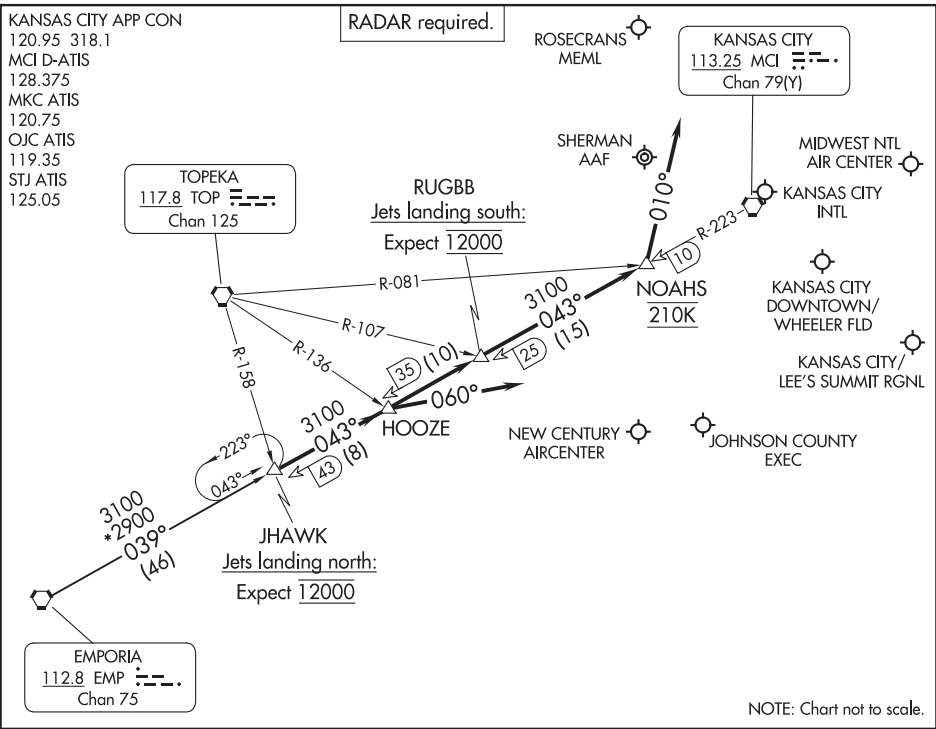 KANSAS CITY APP CON
120.95 318.1
MCI D-ATIS
128.375
MKC ATIS
120.75
OJC ATIS
119.35
STJ ATIS
125.05
RADAR required.
ROSECRANS
MEML
KANSAS CITY
113.25 MCI
Chan 79(Y)
SHERMAN
AAF
MIDWEST NTL
AIR CENTER
KANSAS CITY
INTL
TOPEKA
117.8 TOP
Chan 125
RUGBB
Jets landing south:
Expect 12000
010°
R-223
10
NOAHS
210K
KANSAS CITY
DOWNTOWN/
WHEELER FLD
R-081
R-107
R-136
R-158
3100
043°
(15)
25
35
(10)
060°
HOOZE
KANSAS CITY/
LEE'S SUMMIT RGNL
3100
043°
(8)
43
NEW CENTURY
AIRCENTER
JOHNSON COUNTY
EXEC
223°
043°
JHAWK
Jets landing north:
Expect 12000
3100
*2900
039°
(46)
EMPORIA
112.8 EMP
Chan 75
NOTE: Chart not to scale.